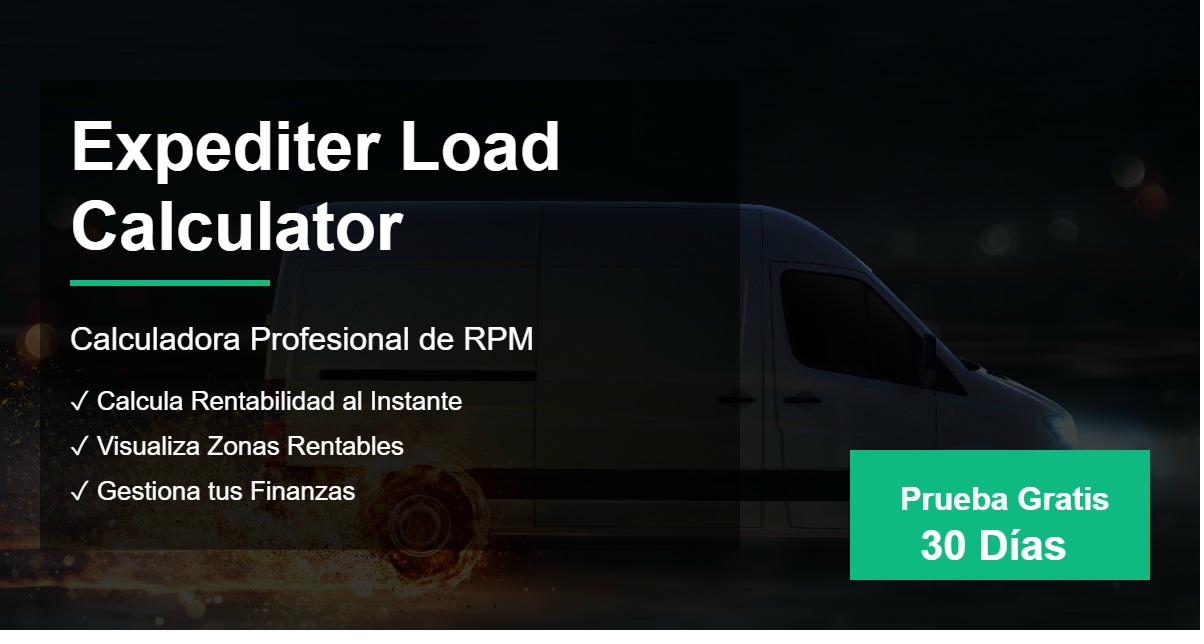 Expediter Load
Calculator
Calculadora Profesional de RPM
✓ Calcula Rentabilidad al Instante
✓ Visualiza Zonas Rentables
✓ Gestiona tus Finanzas
Prueba Gratis
30 Días